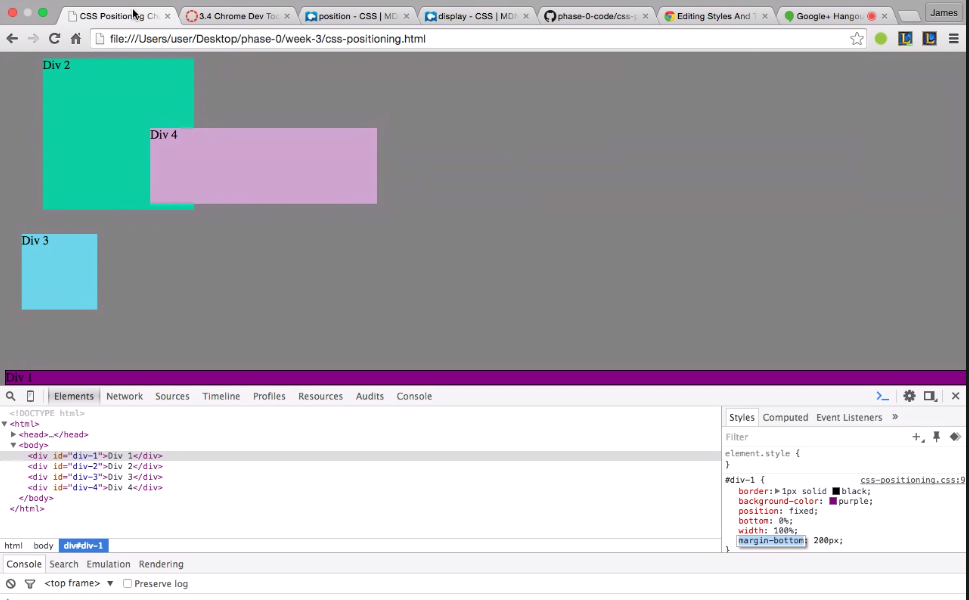 CSS Positioning Ch
3.4 Chrome Dev Too
position - CSS | MD
display - CSS | MDN
phase-0-code/css-p
Editing Styles And T
Google+ Hangou
James
file:///Users/user/Desktop/phase-0/week-3/css-positioning.html
Div 2
Div 4
Div 3
Div 1
Elements Network Sources Timeline Profiles Resources Audits Console
<!DOCTYPE html>
<html>
<head>…</head>
<body>
<div id="div-1">Div 1</div>
<div id="div-2">Div 2</div>
<div id="div-3">Div 3</div>
<div id="div-4">Div 4</div>
</body>
</html>
html body div#div-1
Styles Computed Event Listeners »
Filter
element.style {
}
#div-1 { css-positioning.css:9
border: 1px solid black;
background-color: purple;
position: fixed;
bottom: 0%;
width: 100%;
margin-bottom: 200px;
}
Console Search Emulation Rendering
<top frame> Preserve log